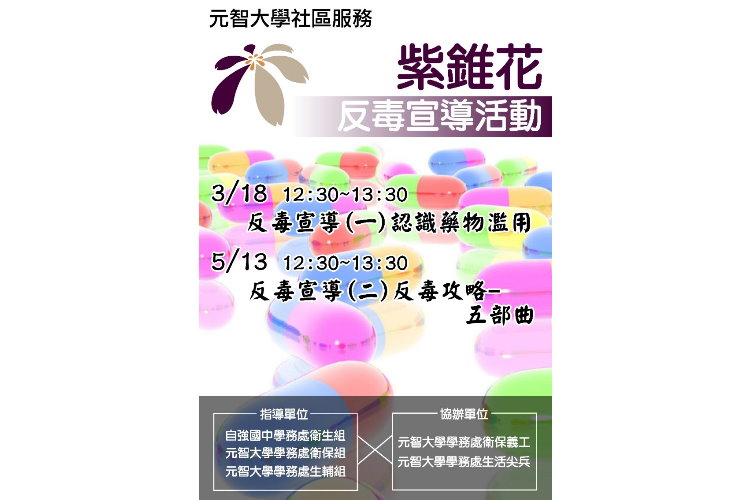 元智大學社區服務
紫錐花
反毒宣導活動
3/18 12:30~13:30
反毒宣導(一)認識藥物濫用
5/13 12:30~13:30
反毒宣導(二)反毒攻略-
五部曲
指導單位
自強國中學務處衛生組
元智大學學務處衛保組
元智大學學務處生輔組
協辦單位
元智大學學務處衛保義工
元智大學學務處生活尖兵